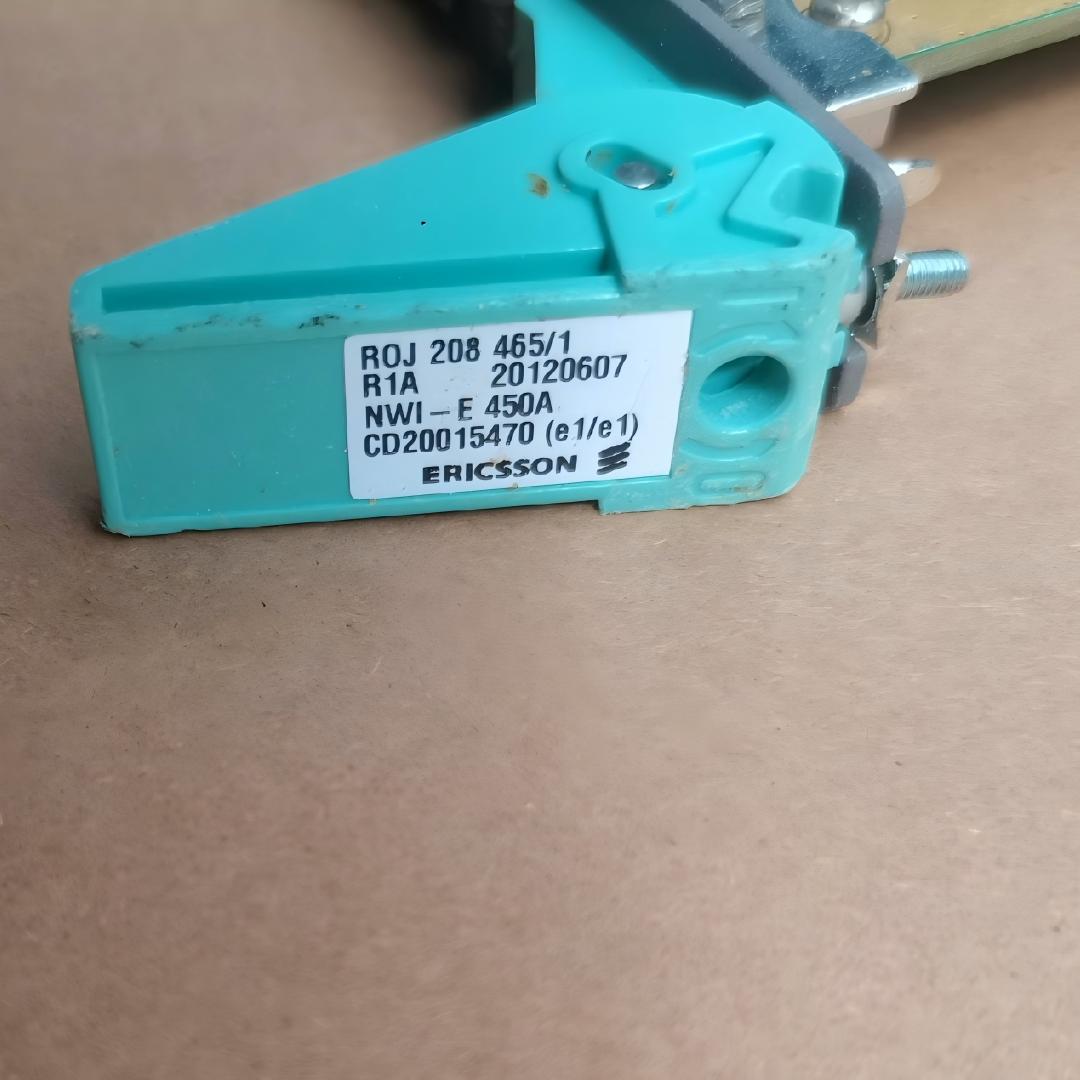 ROJ 208 465/1
R1A 20120607
NWI-E 450A
CD20015470 (e1/e1)
ERICSSON